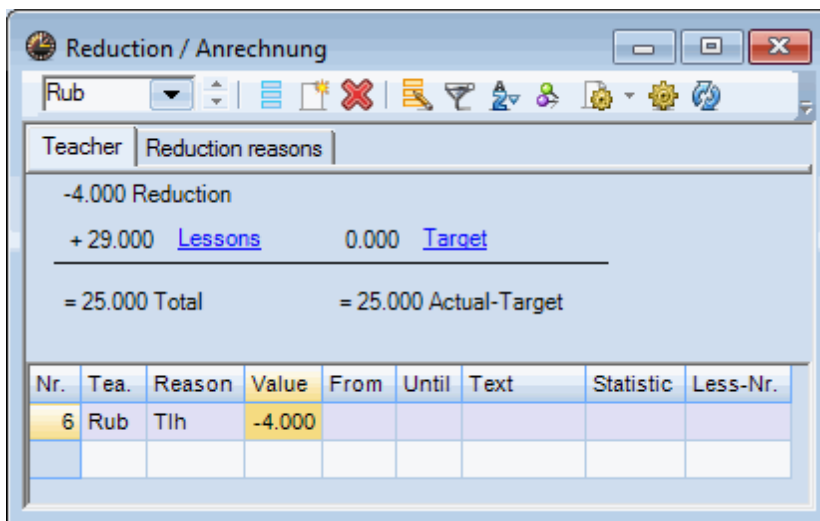 Reduction / Anrechnung
Rub
Teacher Reduction reasons
-4.000 Reduction
+ 29.000 Lessons 0.000 Target
= 25.000 Total = 25.000 Actual-Target
Nr. Tea. Reason Value From Until Text Statistic Less-Nr.
6 Rub Tlh -4.000